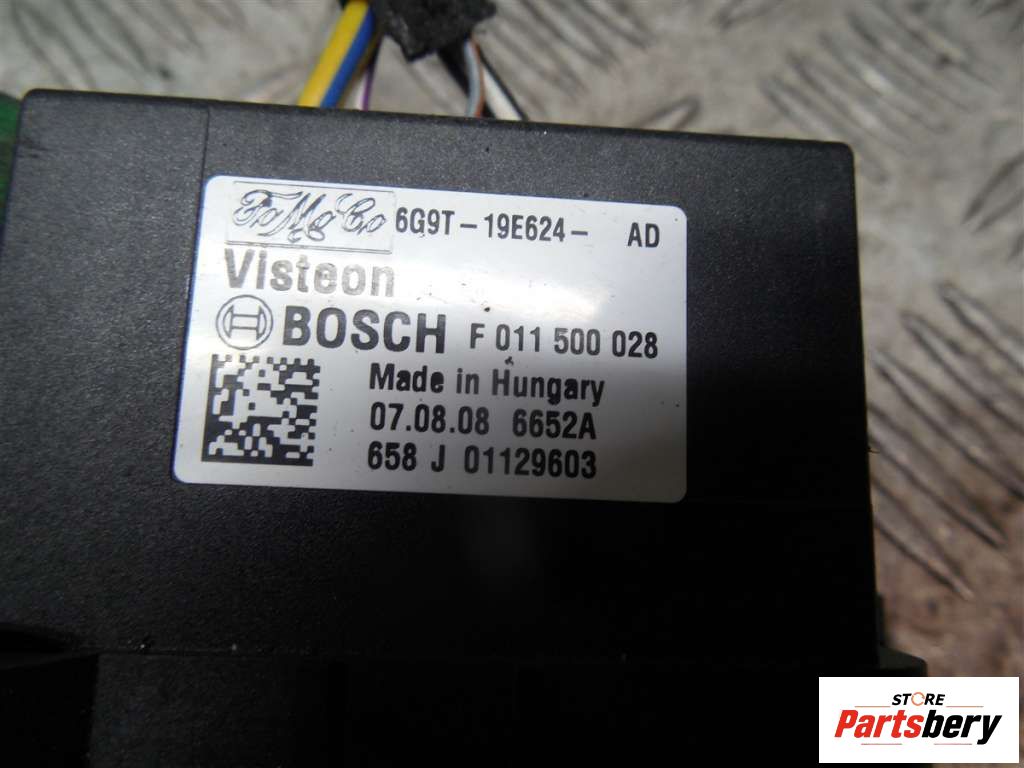 FoMoCo 6G9T - 19E624 - AD
Visteon
BOSCH F 011 500 028
Made in Hungary
07.08.08 6652A
658 J 01129603
STORE
Partsbery